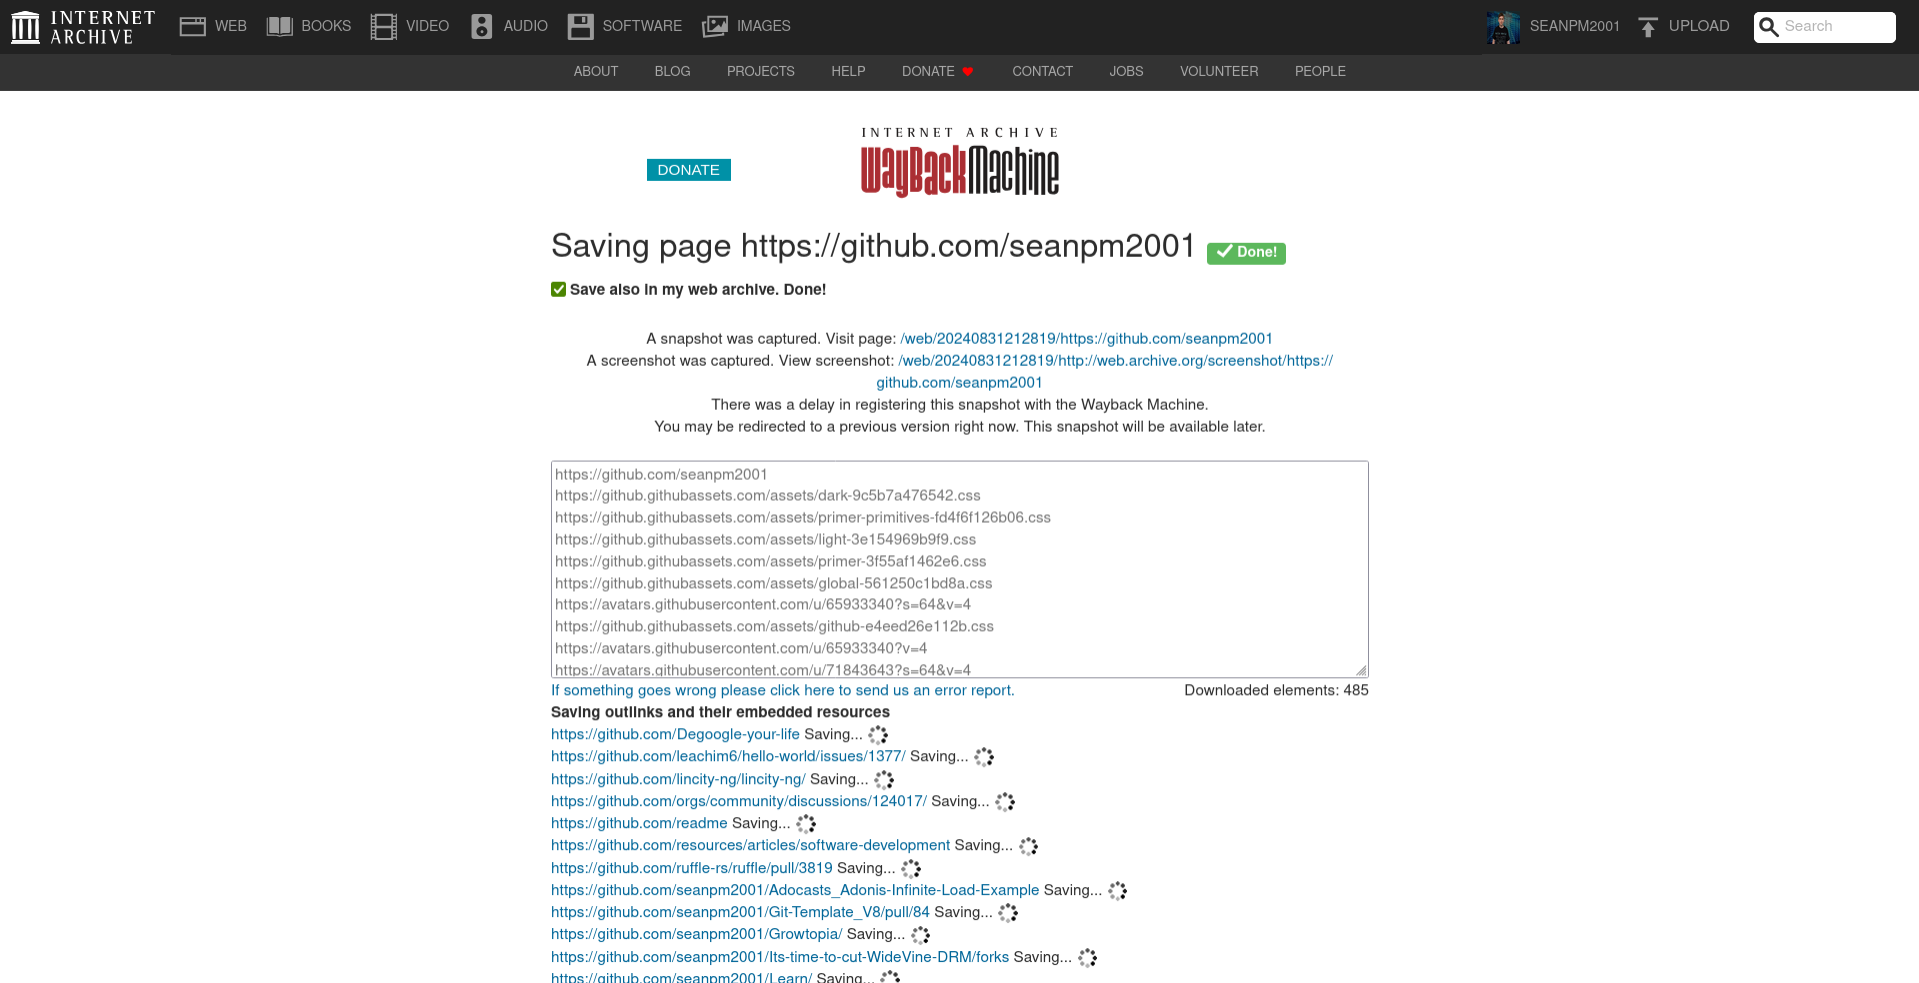 INTERNET ARCHIVE
WEB BOOKS VIDEO AUDIO SOFTWARE IMAGES SEANPM2001 UPLOAD Search
ABOUT BLOG PROJECTS HELP DONATE CONTACT JOBS VOLUNTEER PEOPLE
INTERNET ARCHIVE
WayBackMachine
DONATE
Saving page https://github.com/seanpm2001 Done!
Save also in my web archive. Done!
A snapshot was captured. Visit page: /web/20240831212819/https://github.com/seanpm2001
A screenshot was captured. View screenshot: /web/20240831212819/http://web.archive.org/screenshot/https://
github.com/seanpm2001
There was a delay in registering this snapshot with the Wayback Machine.
You may be redirected to a previous version right now. This snapshot will be available later.
https://github.com/seanpm2001
https://github.githubassets.com/assets/dark-9c5b7a476542.css
https://github.githubassets.com/assets/primer-primitives-fd4f6f126b06.css
https://github.githubassets.com/assets/light-3e154969b9f9.css
https://github.githubassets.com/assets/primer-3f55af1462e6.css
https://github.githubassets.com/assets/global-561250c1bd8a.css
https://avatars.githubusercontent.com/u/65933340?s=64&v=4
https://github.githubassets.com/assets/github-e4eed26e112b.css
https://avatars.githubusercontent.com/u/65933340?v=4
https://avatars.githubusercontent.com/u/71843643?s=64&v=4
If something goes wrong please click here to send us an error report. Downloaded elements: 485
Saving outlinks and their embedded resources
https://github.com/Degoogle-your-life Saving...
https://github.com/leachim6/hello-world/issues/1377/ Saving...
https://github.com/lincity-ng/lincity-ng/ Saving...
https://github.com/orgs/community/discussions/124017/ Saving...
https://github.com/readme Saving...
https://github.com/resources/articles/software-development Saving...
https://github.com/ruffle-rs/ruffle/pull/3819 Saving...
https://github.com/seanpm2001/Adocasts_Adonis-Infinite-Load-Example Saving...
https://github.com/seanpm2001/Git-Template_V8/pull/84 Saving...
https://github.com/seanpm2001/Growtopia/ Saving...
https://github.com/seanpm2001/Its-time-to-cut-WideVine-DRM/forks Saving...
https://github.com/seanpm2001/Learn/ Saving...